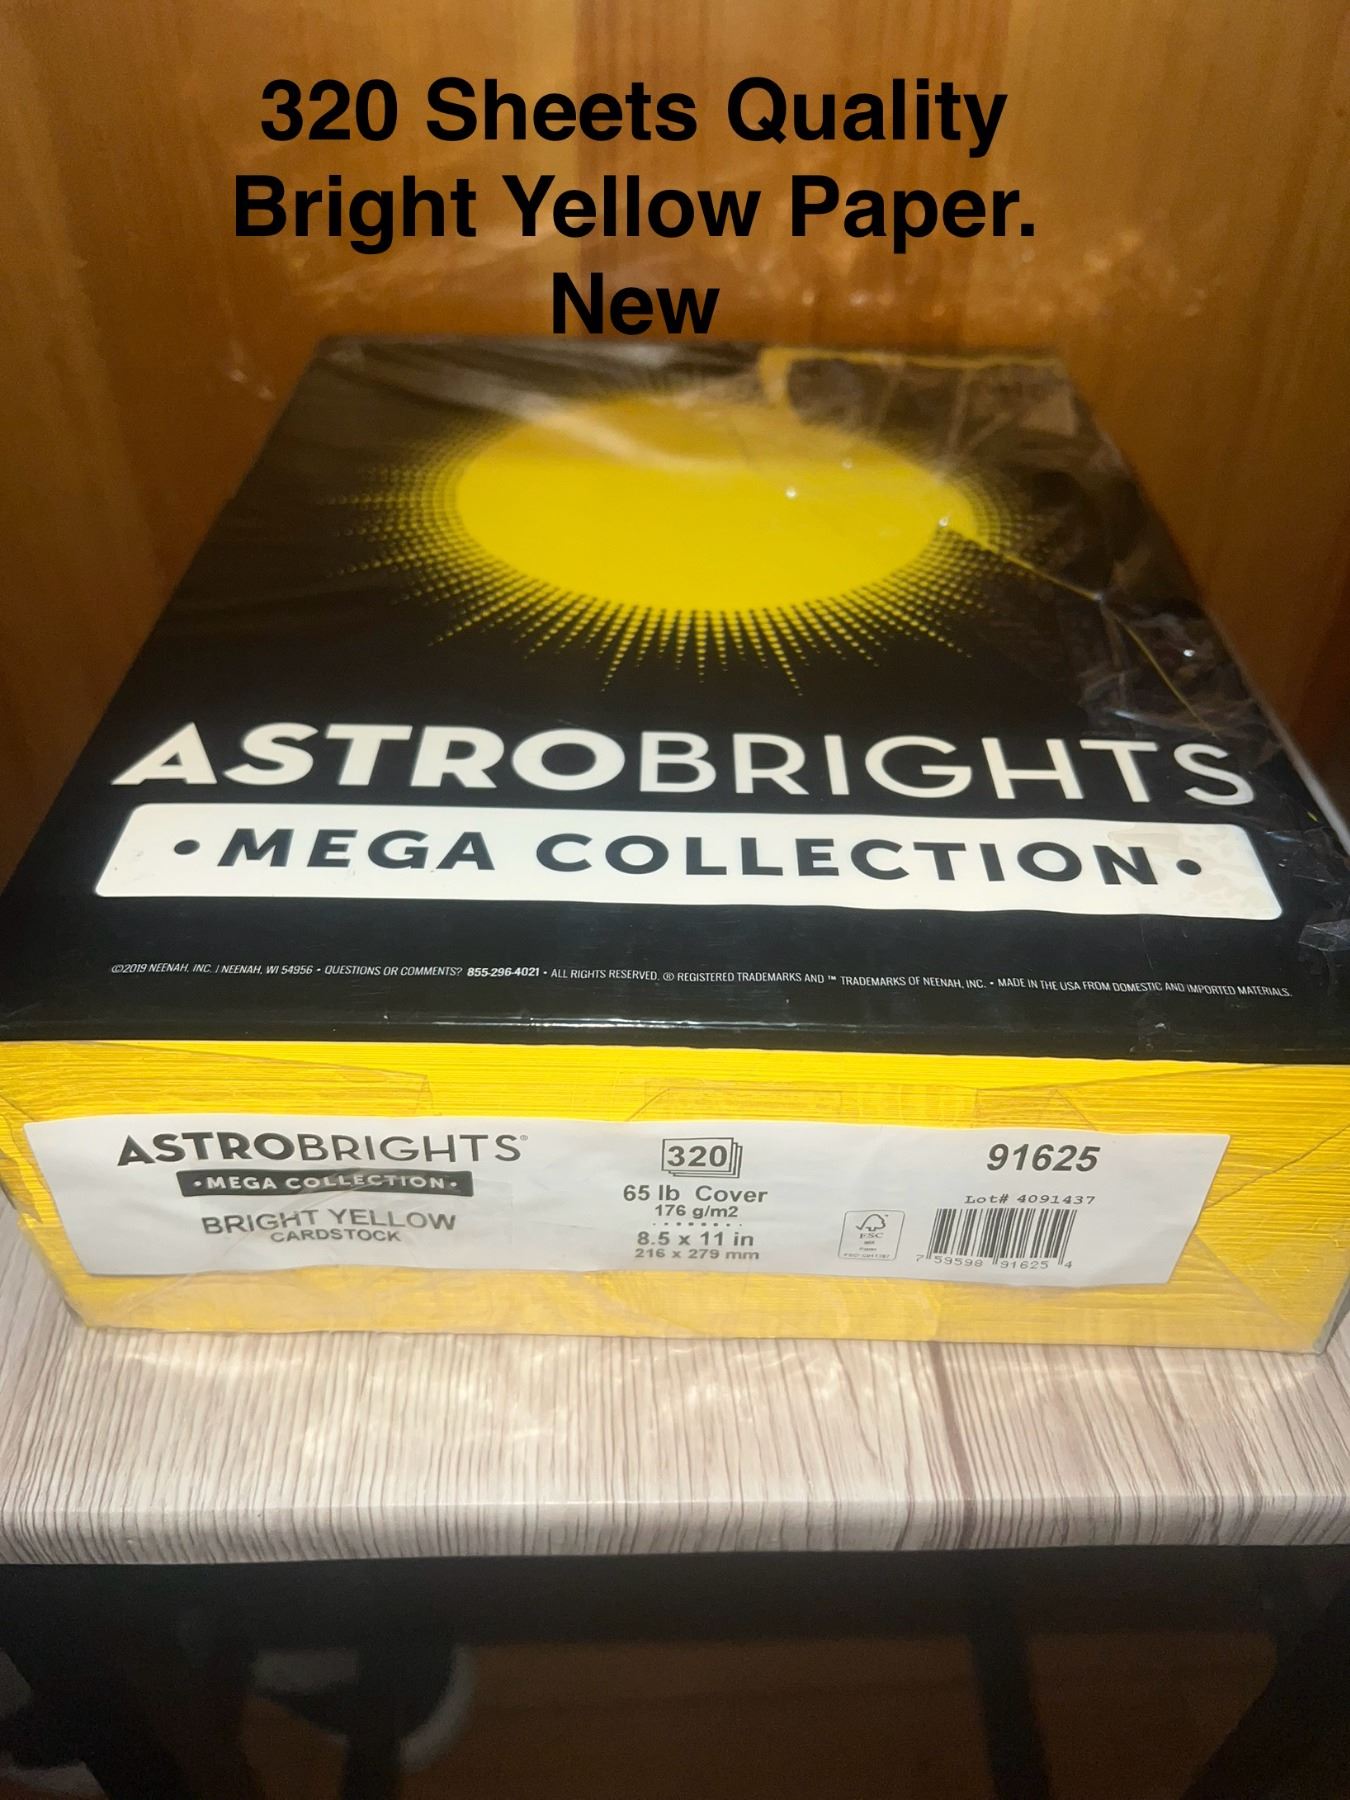 320 Sheets Quality
Bright Yellow Paper.
New
ASTROBRIGHTS
•MEGA COLLECTION•
©2019 NEENAH, INC. / NEENAH, WI 54956 • QUESTIONS OR COMMENTS? 855-296-4021 • ALL RIGHTS RESERVED. ® REGISTERED TRADEMARKS AND ™ TRADEMARKS OF NEENAH, INC. • MADE IN THE USA FROM DOMESTIC AND IMPORTED MATERIALS.
ASTROBRIGHTS®
•MEGA COLLECTION•
BRIGHT YELLOW
CARDSTOCK
320
65 lb Cover
176 g/m2
8.5 x 11 in
216 x 279 mm
91625
Lot# 4091437
FSC
7 59598 91625 4